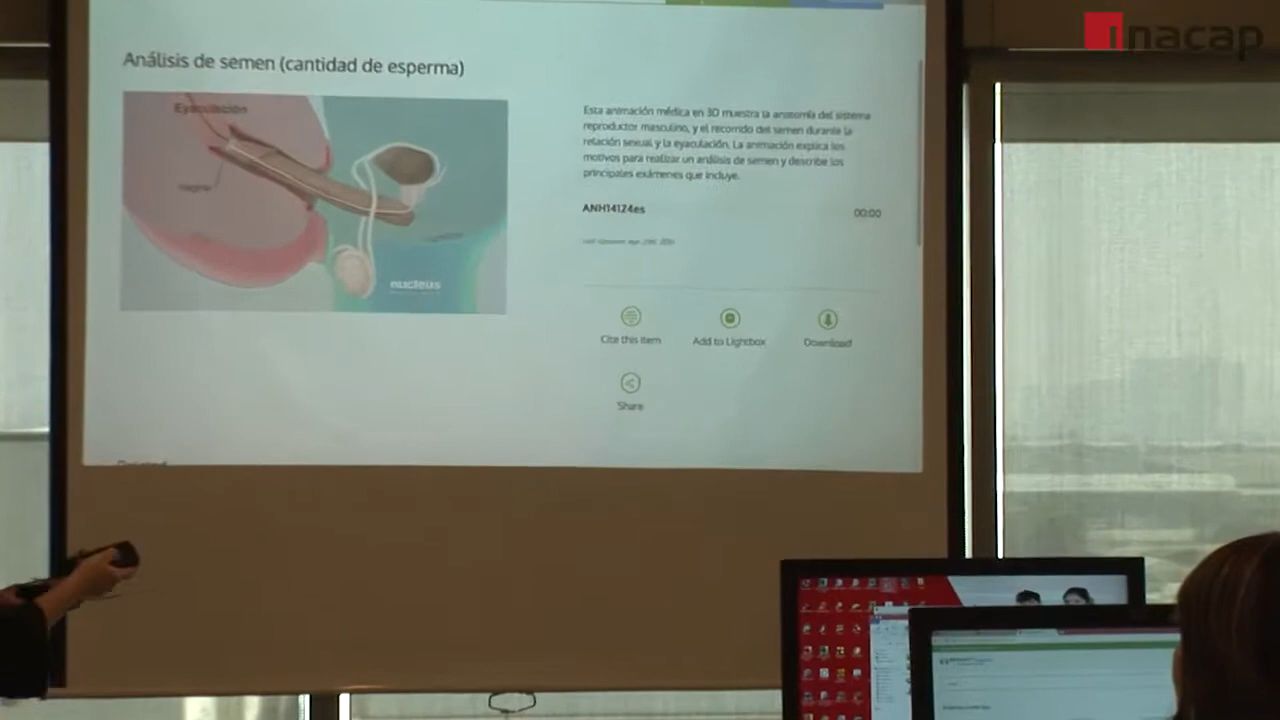 inacap
Análisis de semen (cantidad de esperma)
Eyaculación
Vagina
nucleus
Esta animación médica en 3D muestra la anatomía del sistema
reproductor masculino, y el recorrido del semen durante la
relación sexual y la eyaculación. La animación explica los
motivos para realizar un análisis de semen y describe los
principales exámenes que incluye.
ANH14124es
00:00
Cite this item
Add to Lightbox
Download
Share